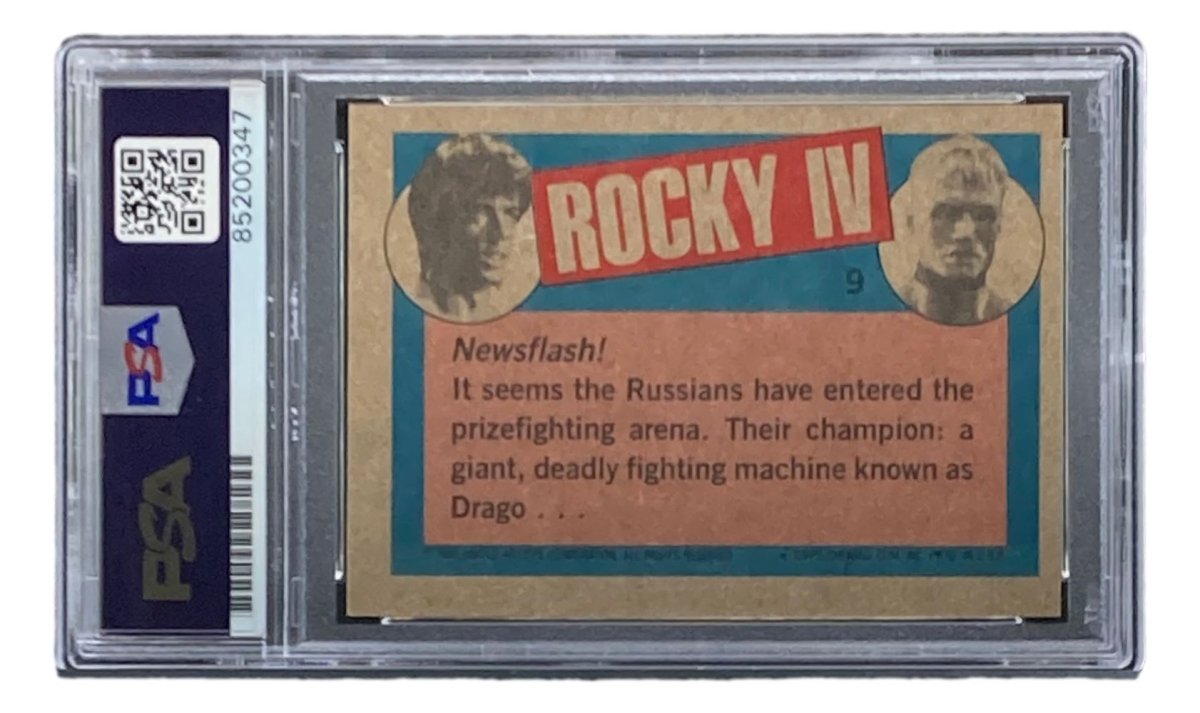 85200347
PSA
PSA
ROCKY IV
9
Newsflash!
It seems the Russians have entered the
prizefighting arena. Their champion: a
giant, deadly fighting machine known as
Drago . . .